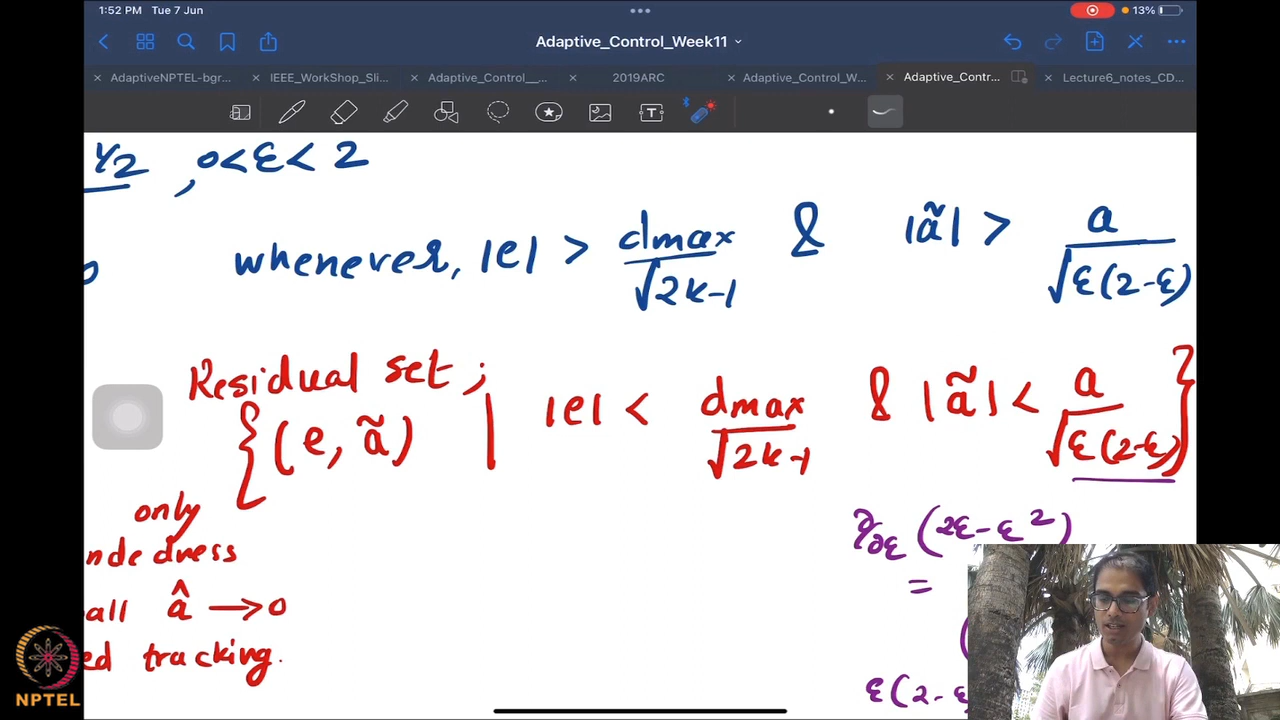 1:52 PM Tue 7 Jun
13%
Adaptive_Control_Week11
AdaptiveNPTEL-bgr...
IEEE_WorkShop_Sli...
Adaptive_Control__...
2019ARC
Adaptive_Control_W...
Adaptive_Contr...
Lecture6_notes_CD...
1/2 , 0<ε<2
whenever, |e| > dmax/√2k-1 & |ã| > a/√ε(2-ε)
Residual set ;
{(e, ã) | |e| < dmax/√2k-1 & |ã| < a/√ε(2-ε)}
only
ndedness
all â → 0
ed tracking.
∂/∂ε (2ε-ε²)
=
ε(2-ε
NPTEL